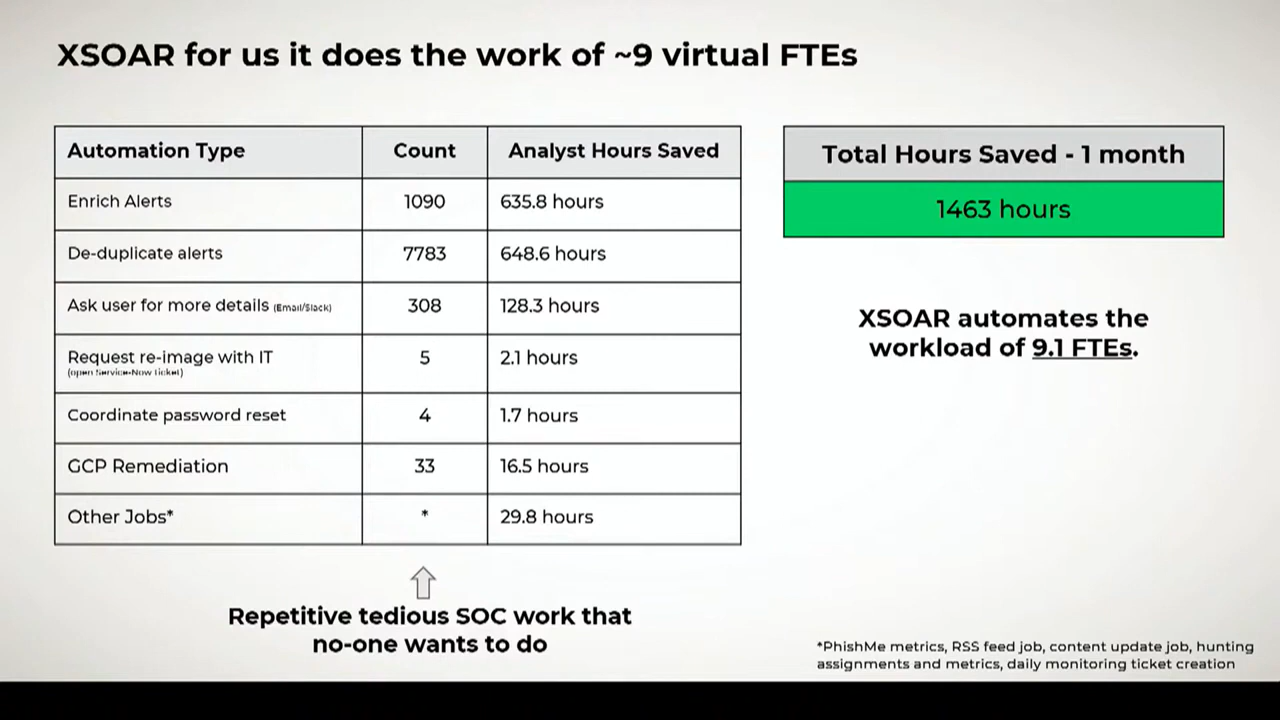 XSOAR for us it does the work of ~9 virtual FTEs
Automation Type Count Analyst Hours Saved
Enrich Alerts 1090 635.8 hours
De-duplicate alerts 7783 648.6 hours
Ask user for more details (Email/Slack) 308 128.3 hours
Request re-image with IT 5 2.1 hours
(open Service-Now ticket)
Coordinate password reset 4 1.7 hours
GCP Remediation 33 16.5 hours
Other Jobs* * 29.8 hours
Repetitive tedious SOC work that
no-one wants to do
Total Hours Saved - 1 month
1463 hours
XSOAR automates the
workload of 9.1 FTEs.
*PhishMe metrics, RSS feed job, content update job, hunting
assignments and metrics, daily monitoring ticket creation